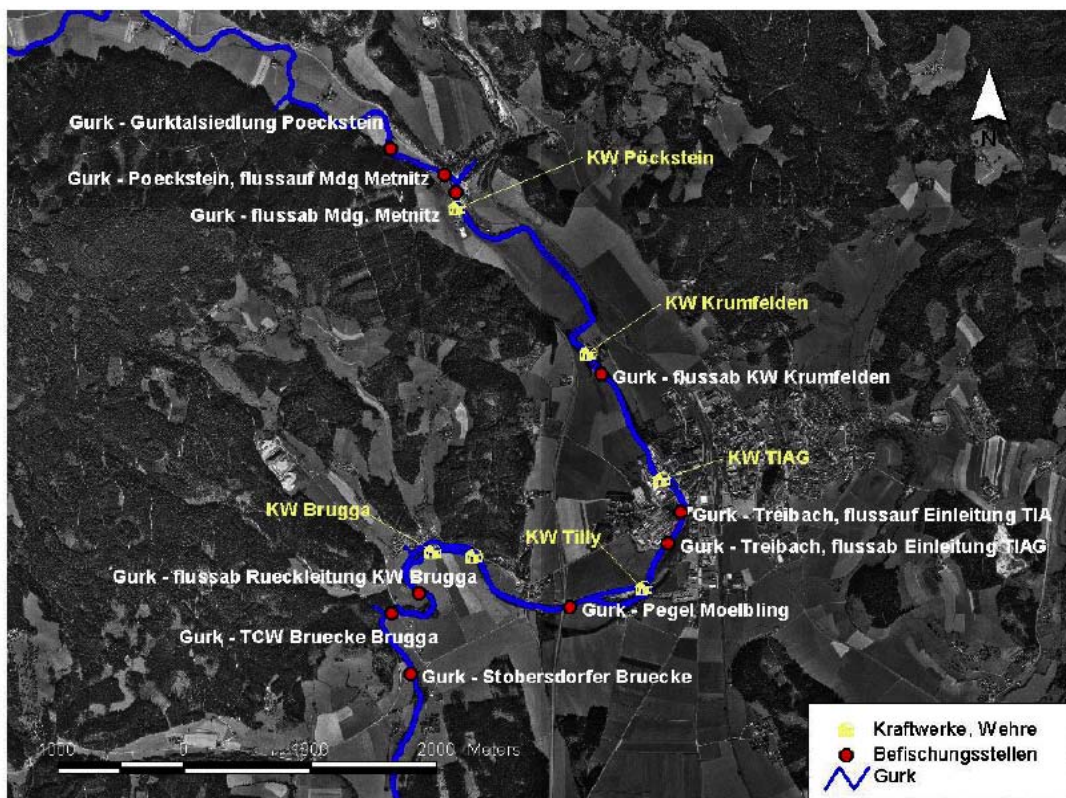 Gurk - Gurktalsiedlung Poeckstein
KW Pöckstein
Gurk - Poeckstein, flussauf Mdg Metnitz
Gurk - flussab Mdg. Metnitz
N
KW Krumfelden
Gurk - flussab KW Krumfelden
KW TIAG
KW Brugga
KW Tilly
Gurk - Treibach, flussauf Einleitung TIA
Gurk - Treibach, flussab Einleitung TIAG
Gurk - flussab Rueckleitung KW Brugga
Gurk - Pegel Moelbling
Gurk - TCW Bruecke Brugga
Gurk - Stobersdorfer Bruecke
1000 0 1000 2000 Meters
Kraftwerke, Wehre
Befischungsstellen
Gurk